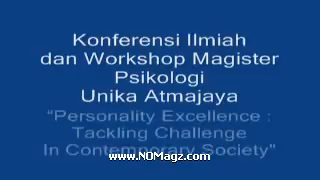 Konferensi Ilmiah
dan Workshop Magister
Psikologi
Unika Atmajaya
"Personality Excellence :
Tackling Challenge
In Contemporary Society"
www.NOMagz.com